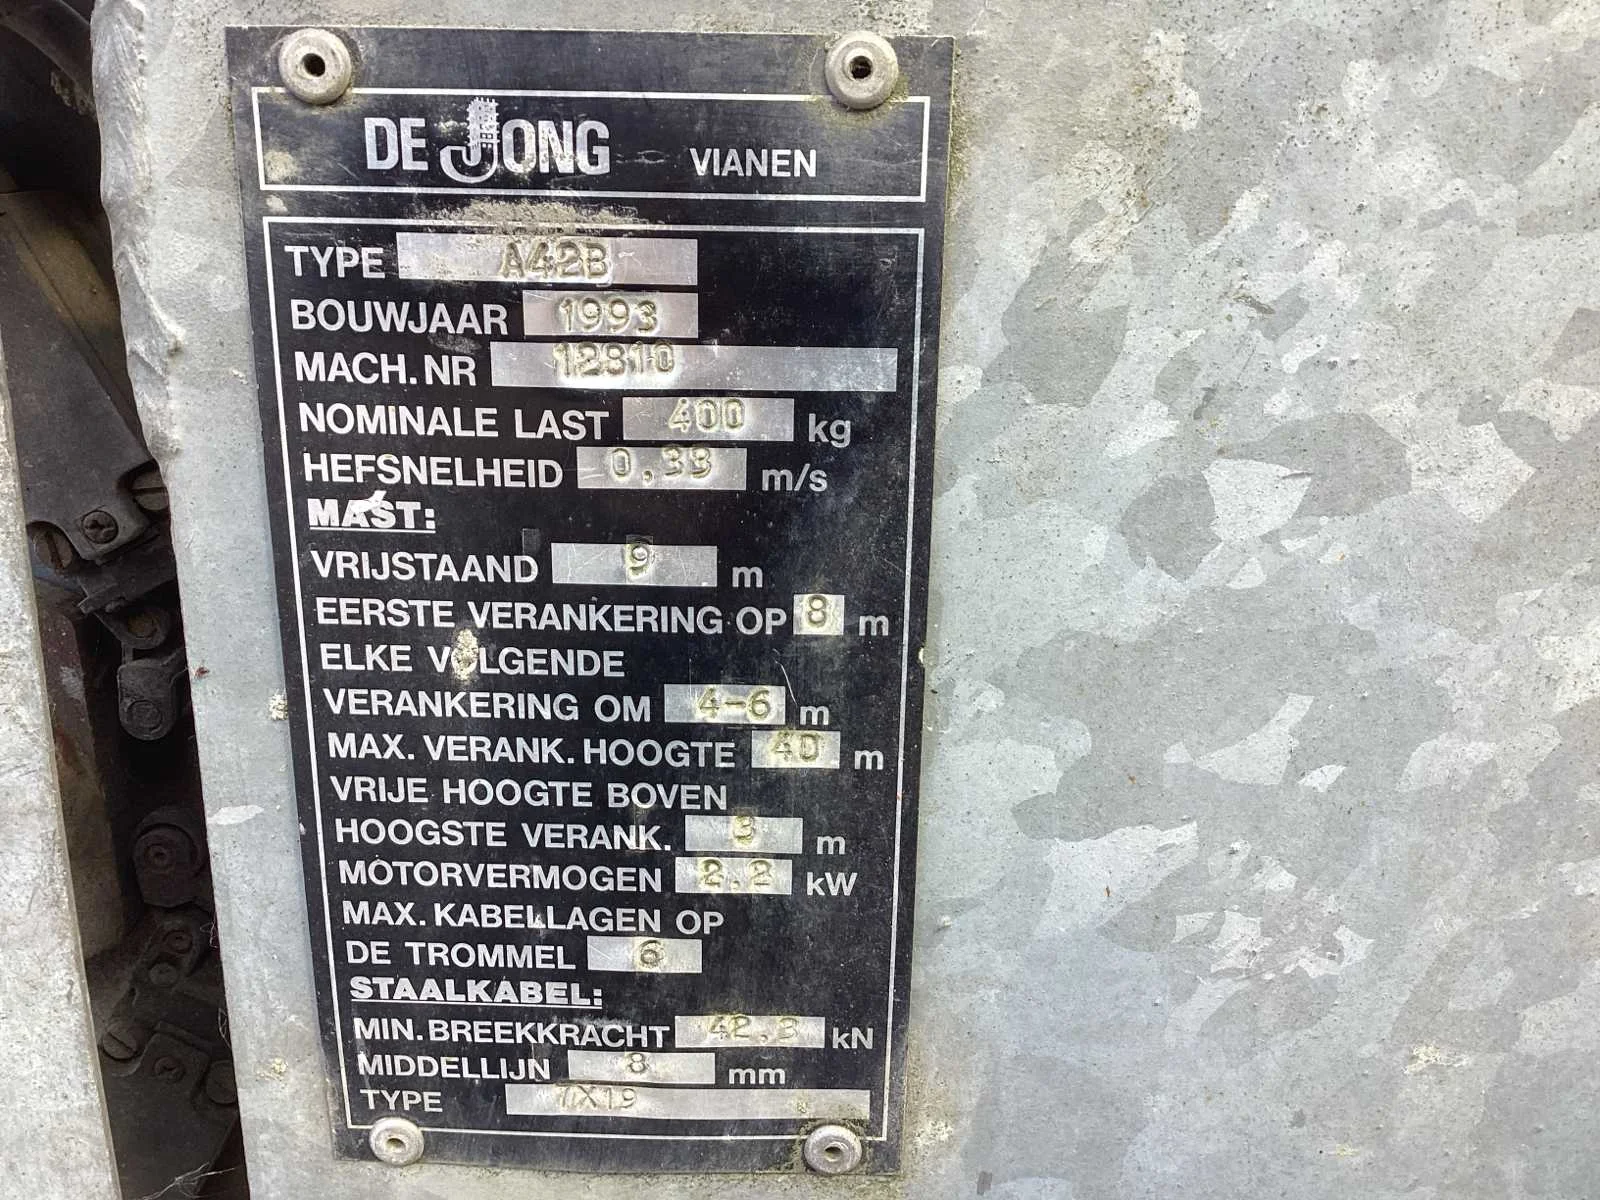 DE JONG VIANEN
TYPE A42B
BOUWJAAR 1993
MACH.NR 12810
NOMINALE LAST 400 kg
HEFSNELHEID 0,33 m/s
MAST:
VRIJSTAAND 9 m
EERSTE VERANKERING OP 8 m
ELKE VOLGENDE
VERANKERING OM 4-6 m
MAX. VERANK. HOOGTE 40 m
VRIJE HOOGTE BOVEN
HOOGSTE VERANK. 3 m
MOTORVERMOGEN 2,2 kW
MAX. KABELLAGEN OP
DE TROMMEL 6
STAALKABEL:
MIN. BREEKKRACHT 42,3 kN
MIDDELLIJN 8 mm
TYPE